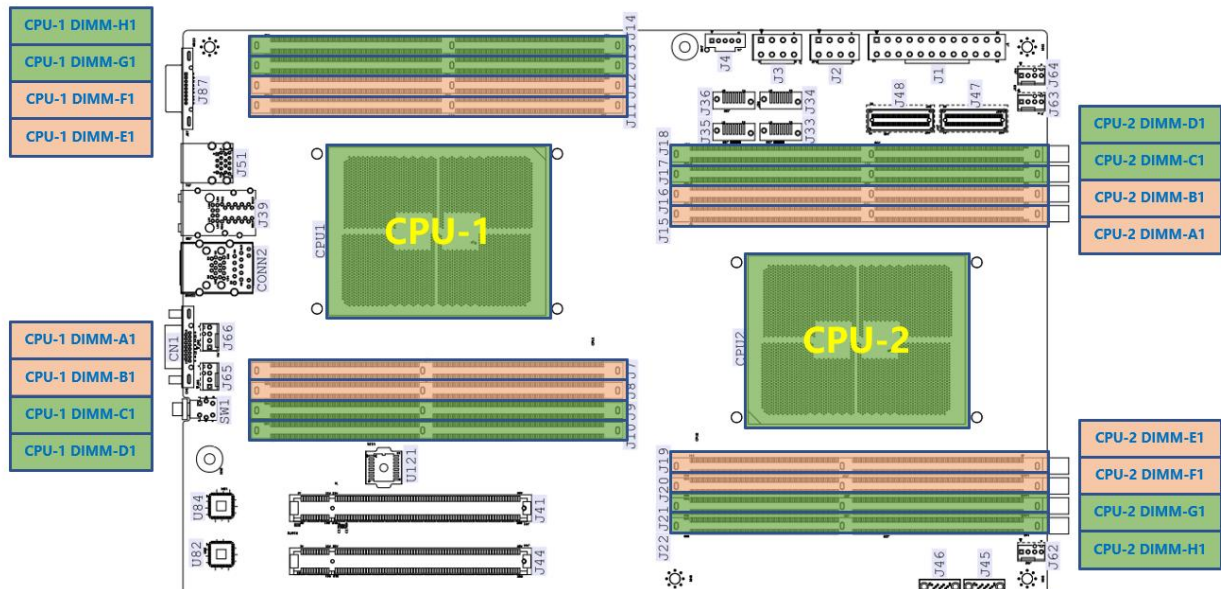 CPU-1 DIMM-H1
CPU-1 DIMM-G1
CPU-1 DIMM-F1
CPU-1 DIMM-E1
J87
J14
J13
J12
J11
J4
J3
J2
J1
J64
J63
J36
J34
J35
J33
J48
J47
CPU-2 DIMM-D1
CPU-2 DIMM-C1
CPU-2 DIMM-B1
CPU-2 DIMM-A1
J51
J39
CONN2
CPU1
CPU-1
J18
J17
J16
J15
CPU2
CPU-2
CPU-1 DIMM-A1
CPU-1 DIMM-B1
CPU-1 DIMM-C1
CPU-1 DIMM-D1
CN1
J66
J65
SW1
J7
J8
J9
J10
U121
U84
U82
J41
J44
J19
J20
J21
J22
CPU-2 DIMM-E1
CPU-2 DIMM-F1
CPU-2 DIMM-G1
CPU-2 DIMM-H1
J62
J46
J45